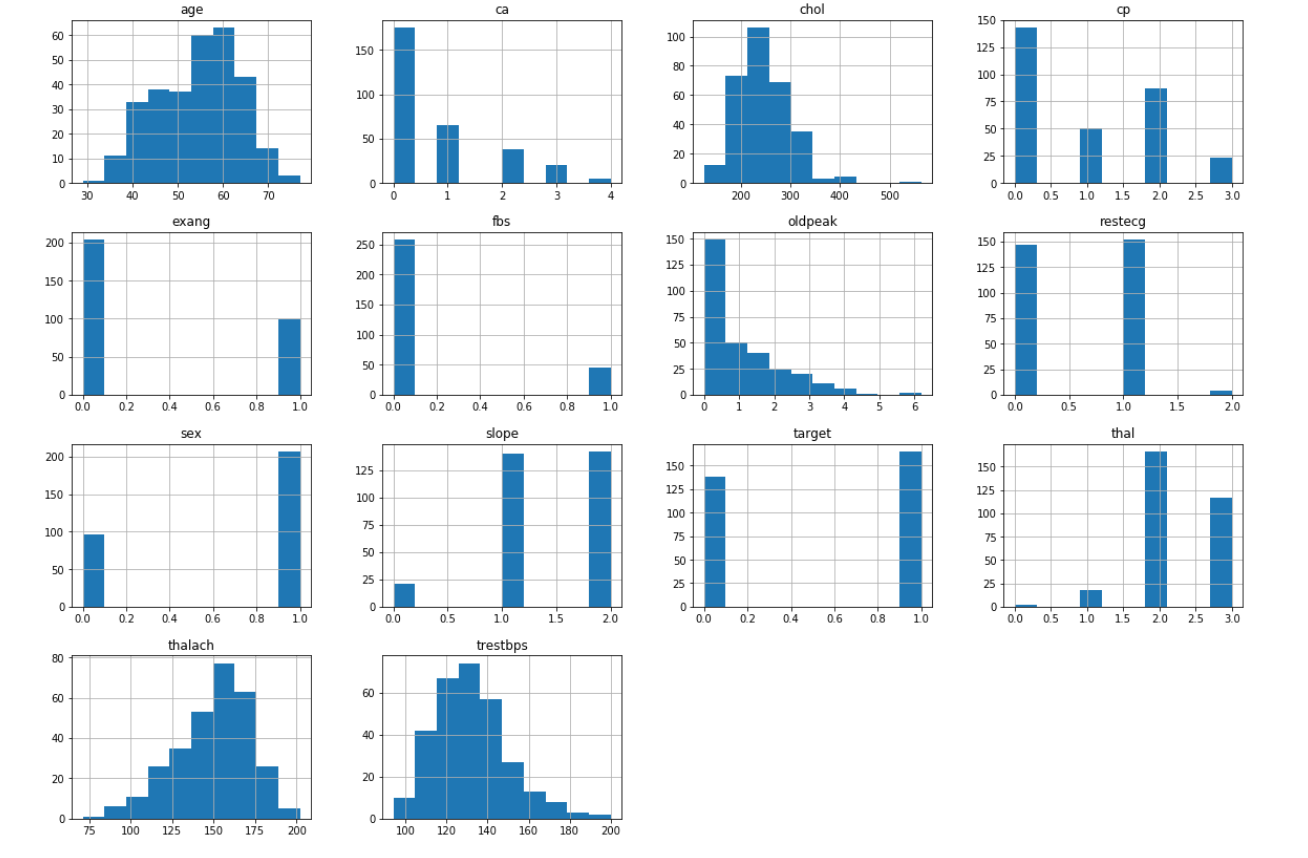 age
60
50
40
30
20
10
0
30 40 50 60 70
ca
150
100
50
0
0 1 2 3 4
chol
100
80
60
40
20
0
200 300 400 500
cp
150
125
100
75
50
25
0
0.0 0.5 1.0 1.5 2.0 2.5 3.0
exang
200
150
100
50
0
0.0 0.2 0.4 0.6 0.8 1.0
fbs
250
200
150
100
50
0
0.0 0.2 0.4 0.6 0.8 1.0
oldpeak
150
125
100
75
50
25
0
0 1 2 3 4 5 6
restecg
150
125
100
75
50
25
0
0.0 0.5 1.0 1.5 2.0
sex
200
150
100
50
0
0.0 0.2 0.4 0.6 0.8 1.0
slope
125
100
75
50
25
0
0.0 0.5 1.0 1.5 2.0
target
150
125
100
75
50
25
0
0.0 0.2 0.4 0.6 0.8 1.0
thal
150
125
100
75
50
25
0
0.0 0.5 1.0 1.5 2.0 2.5 3.0
thalach
80
60
40
20
0
75 100 125 150 175 200
trestbps
60
40
20
0
100 120 140 160 180 200